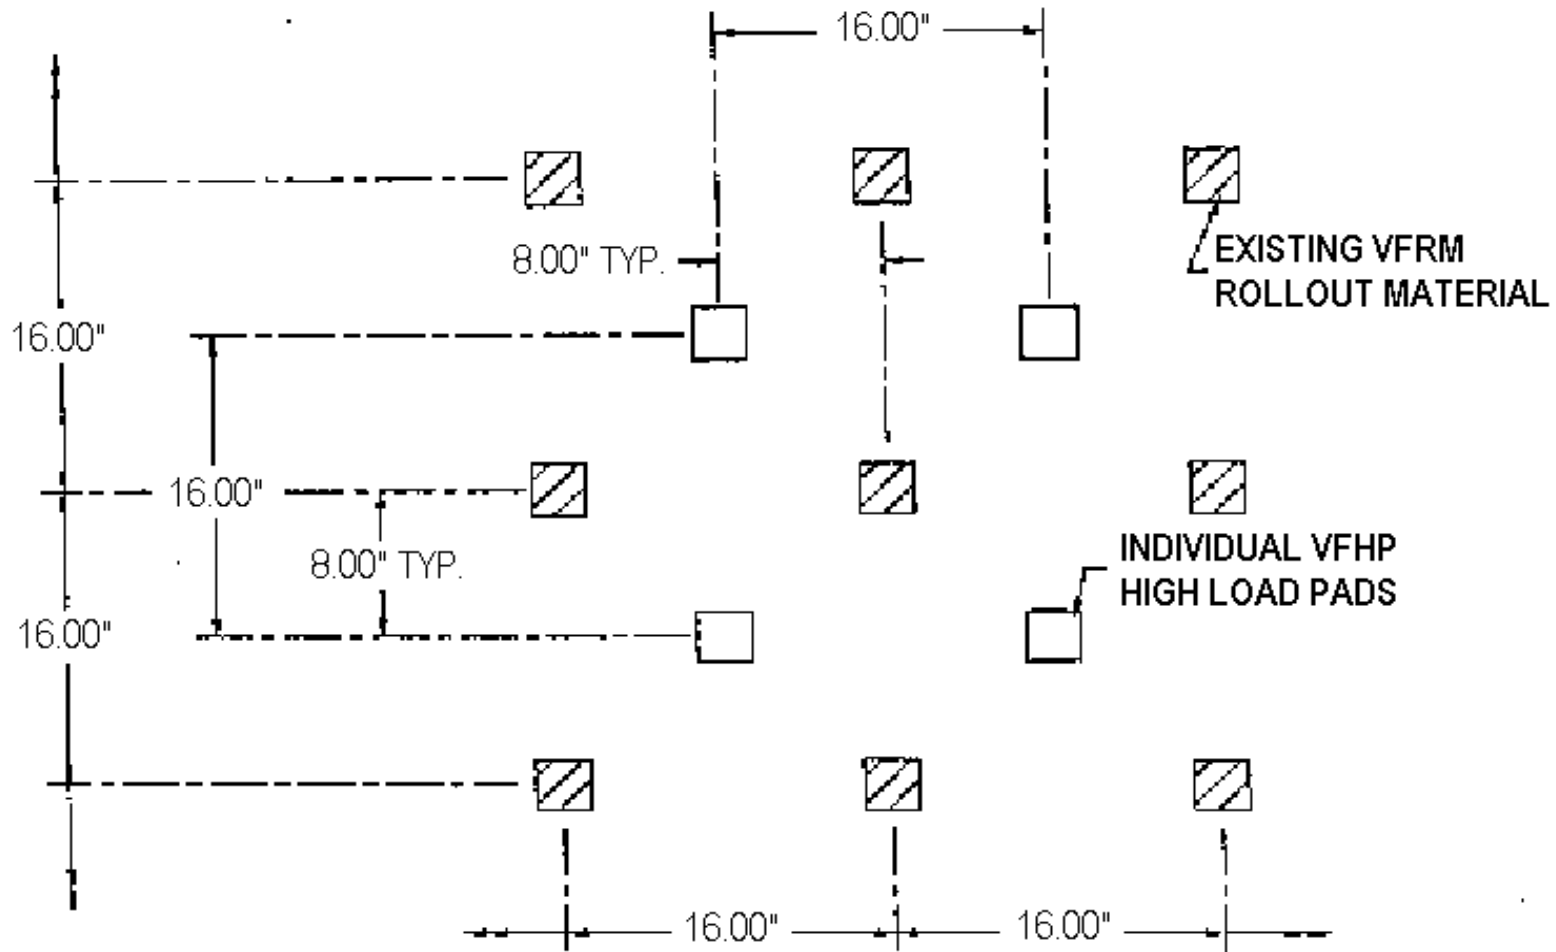 16.00"
8.00" TYP.
EXISTING VFRM
ROLLOUT MATERIAL
16.00"
16.00"
8.00" TYP.
INDIVIDUAL VFHP
HIGH LOAD PADS
16.00"
16.00"
16.00"